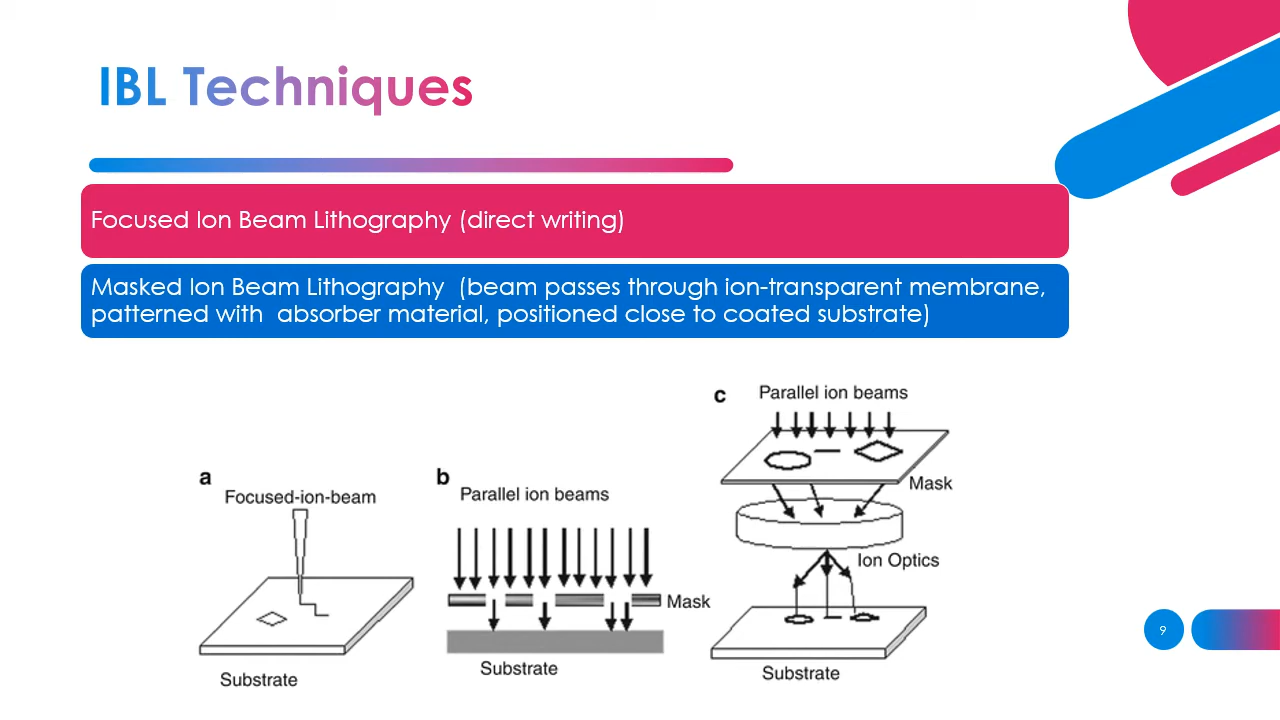 IBL Techniques
Focused Ion Beam Lithography (direct writing)
Masked Ion Beam Lithography  (beam passes through ion-transparent membrane,
patterned with  absorber material, positioned close to coated substrate)
a
Focused-ion-beam
Substrate
b
Parallel ion beams
Mask
Substrate
c
Parallel ion beams
Mask
Ion Optics
Substrate
9